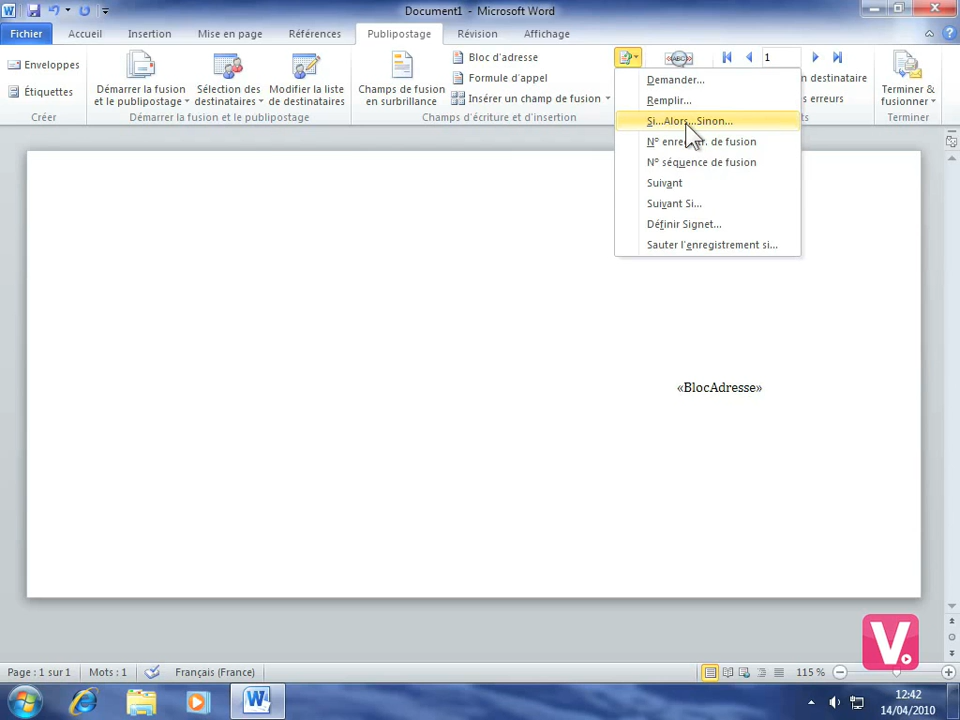 Document1 - Microsoft Word
Fichier Accueil Insertion Mise en page Références Publipostage Révision Affichage
Enveloppes
Étiquettes
Créer
Démarrer la fusion et le publipostage
Sélection des destinataires
Modifier la liste de destinataires
Démarrer la fusion et le publipostage
Champs de fusion en surbrillance
Bloc d'adresse
Formule d'appel
Insérer un champ de fusion
Champs d'écriture et d'insertion
ABC
1
destinataire
s erreurs
Terminer & fusionner
Terminer
Demander...
Remplir...
Si...Alors...Sinon...
N° enregistr. de fusion
N° séquence de fusion
Suivant
Suivant Si...
Définir Signet...
Sauter l'enregistrement si...
«BlocAdresse»
V
Page : 1 sur 1 Mots : 1 Français (France) 115 %
12:42
14/04/2010